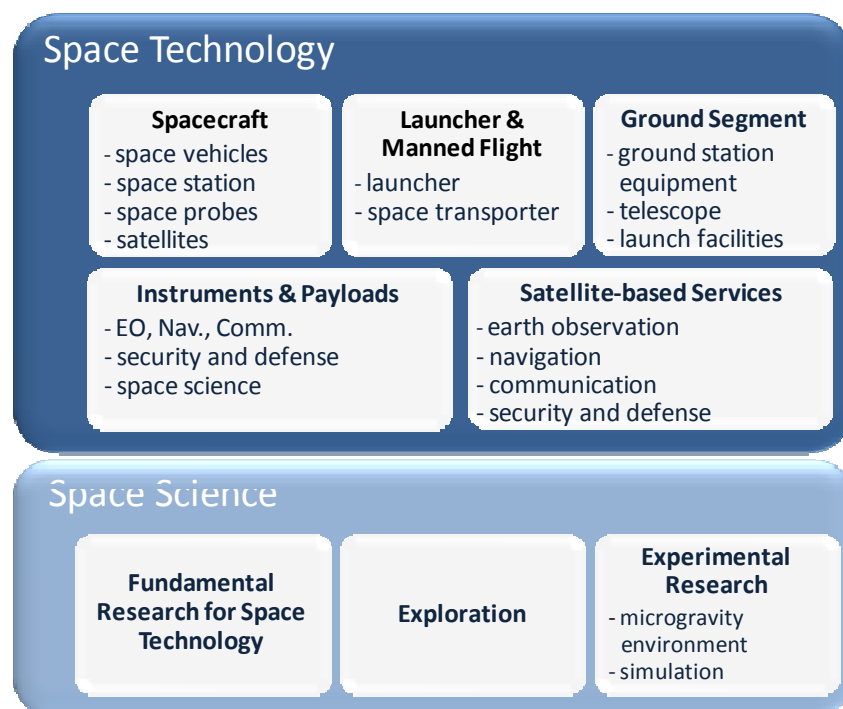 Space Technology
Spacecraft
- space vehicles
- space station
- space probes
- satellites
Launcher &
Manned Flight
- launcher
- space transporter
Ground Segment
- ground station
equipment
- telescope
- launch facilities
Instruments & Payloads
- EO, Nav., Comm.
- security and defense
- space science
Satellite-based Services
- earth observation
- navigation
- communication
- security and defense
Space Science
Fundamental
Research for Space
Technology
Exploration
Experimental
Research
- microgravity
environment
- simulation